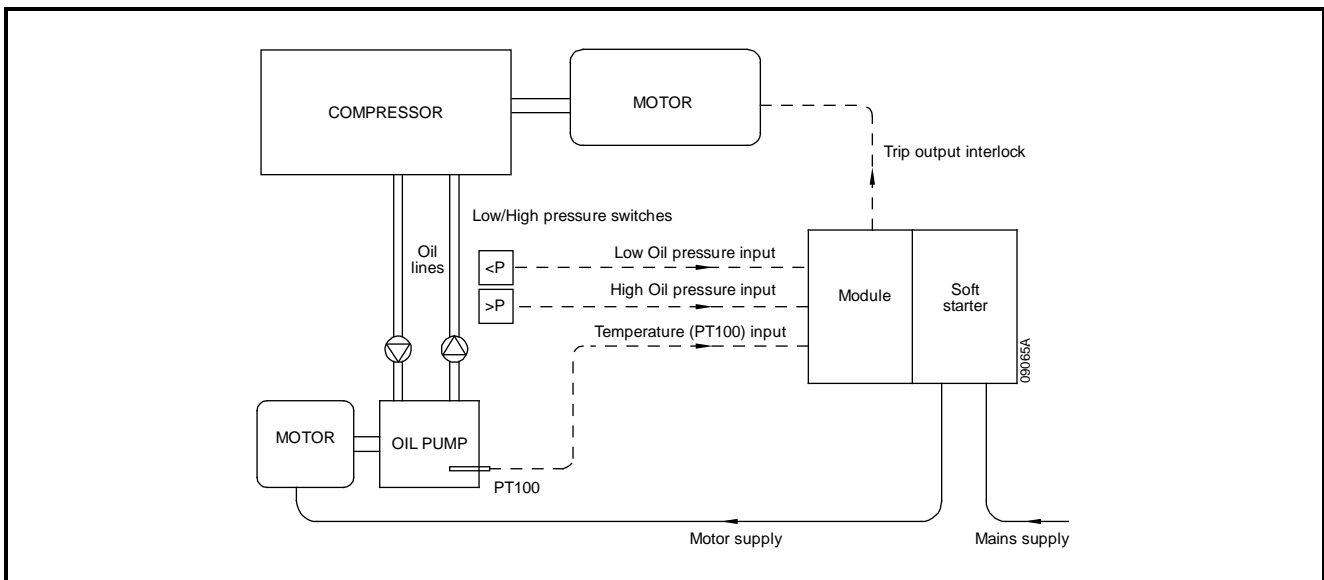 COMPRESSOR
MOTOR
Trip output interlock
Low/High pressure switches
Oil
lines
<P
Low Oil pressure input
>P
High Oil pressure input
Module
Soft
starter
Temperature (PT100) input
09065A
MOTOR
OIL PUMP
PT100
Motor supply
Mains supply